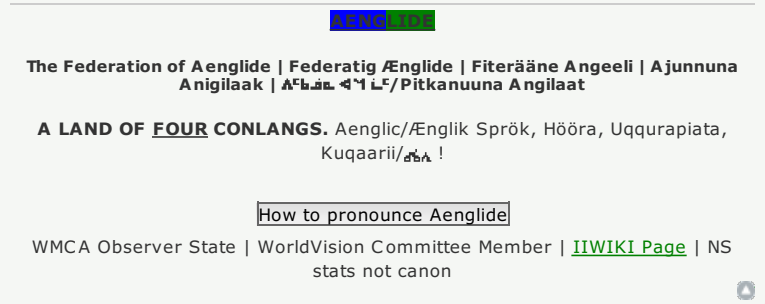 AENGLIDE
The Federation of Aenglide | Federatig Ænglide | Fiterääne Angeeli | Ajunnuna
Anigilaak | /Pitkanuuna Angilaat
A LAND OF FOUR CONLANGS. Aenglic/Ænglik Sprök, Hööra, Uqqurapiata,
Kuqaarii/ !
How to pronounce Aenglide
WMCA Observer State | WorldVision Committee Member | IIWIKI Page | NS
stats not canon